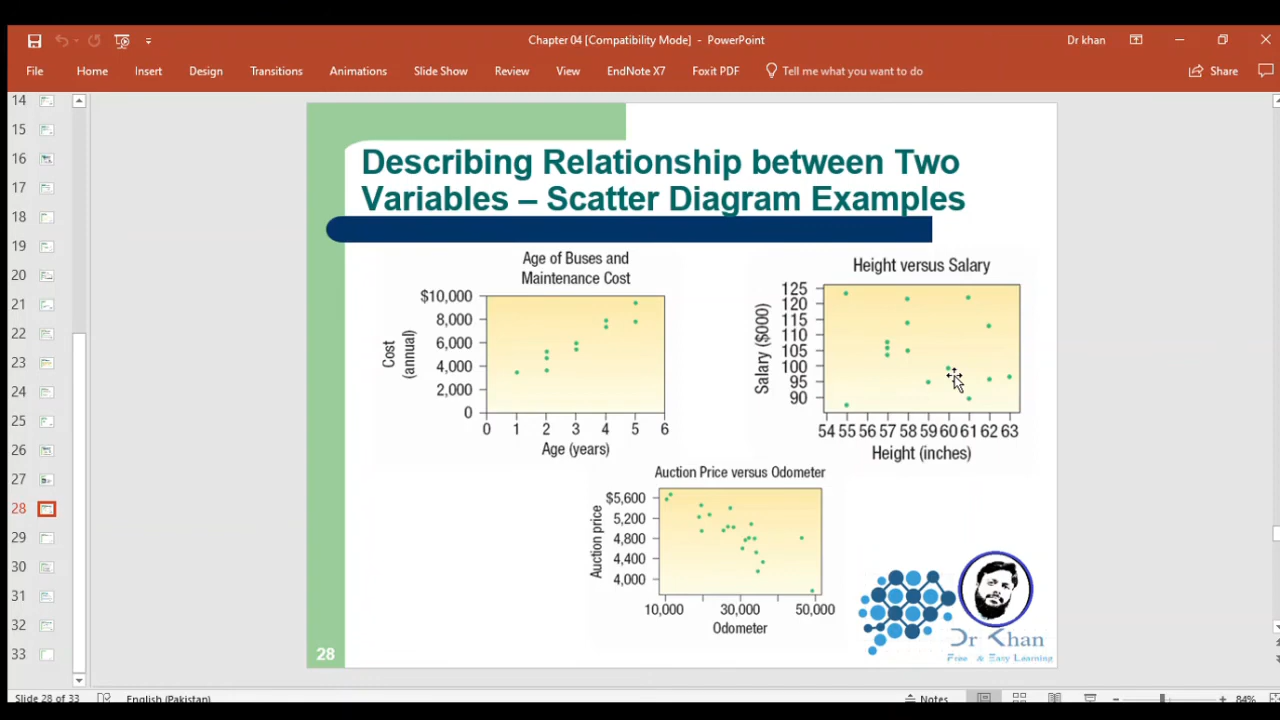 Chapter 04 [Compatibility Mode] - PowerPoint
Dr khan
File Home Insert Design Transitions Animations Slide Show Review View EndNote X7 Foxit PDF Tell me what you want to do Share
14
15
16
17
18
19
20
21
22
23
24
25
26
27
28
29
30
31
32
33
Describing Relationship between Two
Variables – Scatter Diagram Examples
Age of Buses and
Maintenance Cost
Cost
(annual)
$10,000
8,000
6,000
4,000
2,000
0
0 1 2 3 4 5 6
Age (years)
Height versus Salary
Salary ($000)
125
120
115
110
105
100
95
90
54 55 56 57 58 59 60 61 62 63
Height (inches)
Auction Price versus Odometer
Auction price
$5,600
5,200
4,800
4,400
4,000
10,000 30,000 50,000
Odometer
Dr Khan
Free & Easy Learning
28
Slide 28 of 33 English (Pakistan) Notes 84%